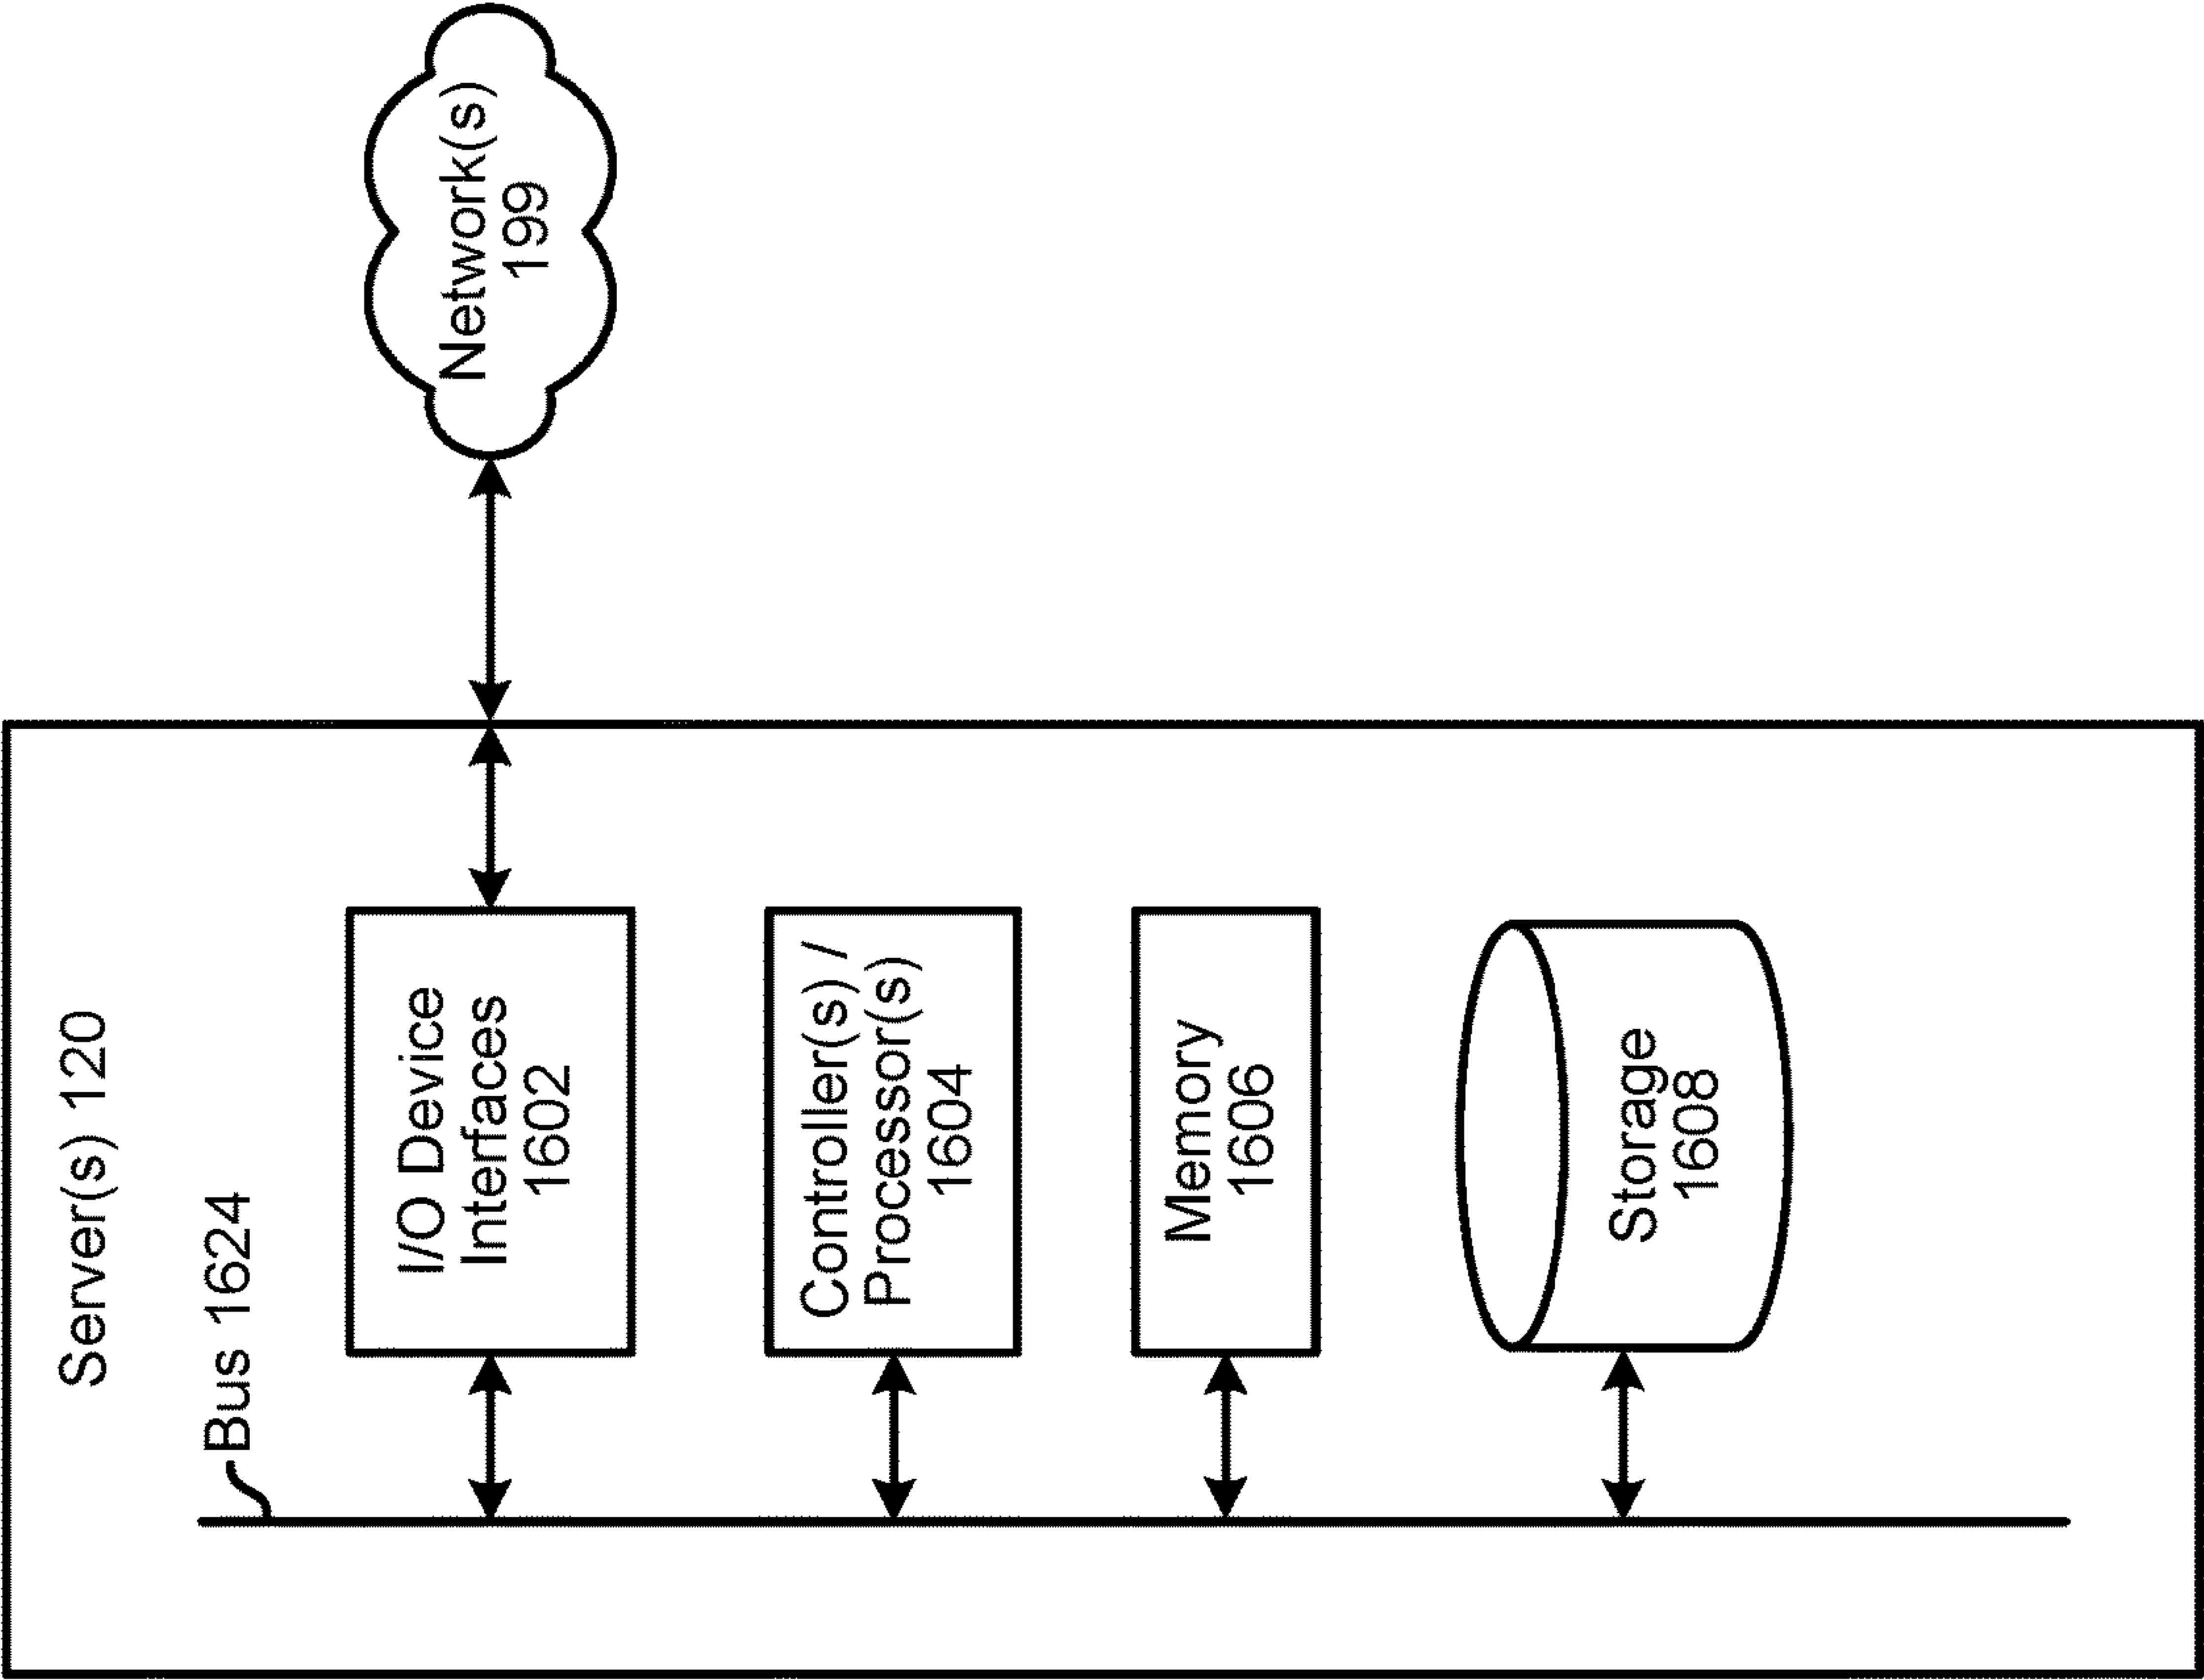 Server(s) 120
Bus 1624
I/O Device
Interfaces
1602
Controller(s) /
Processor(s)
1604
Memory
1606
Storage
1608
Network(s)
199